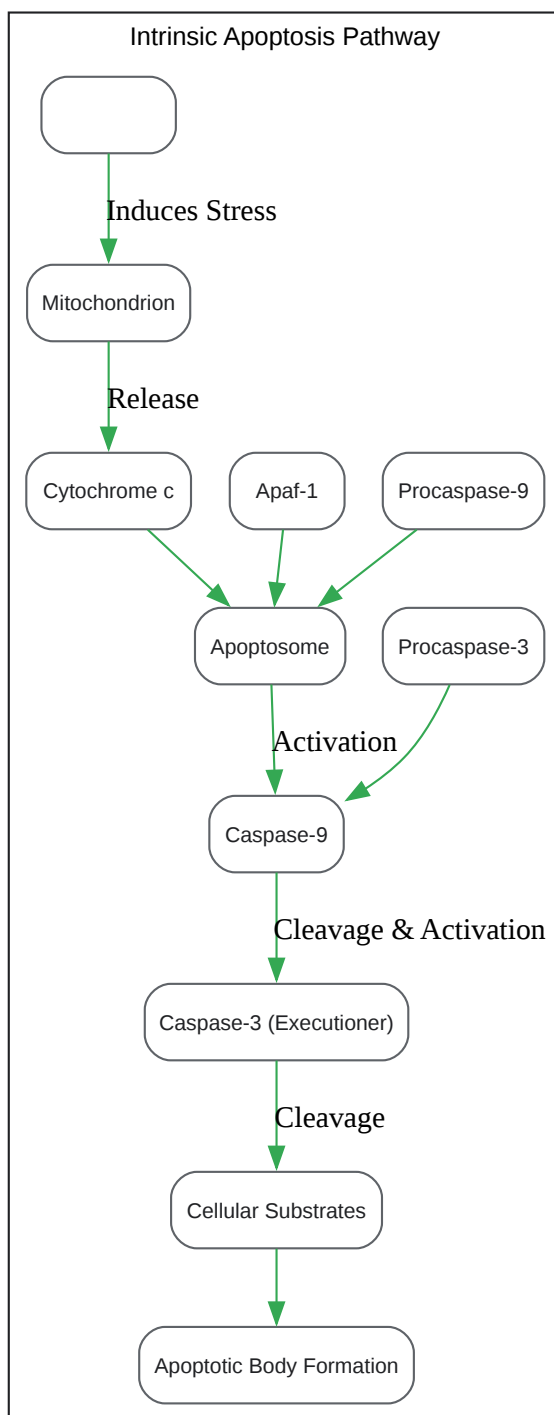 Intrinsic Apoptosis Pathway
Induces Stress
Mitochondrion
Release
Cytochrome c
Apaf-1
Procaspase-9
Apoptosome
Procaspase-3
Activation
Caspase-9
Cleavage & Activation
Caspase-3 (Executioner)
Cleavage
Cellular Substrates
Apoptotic Body Formation